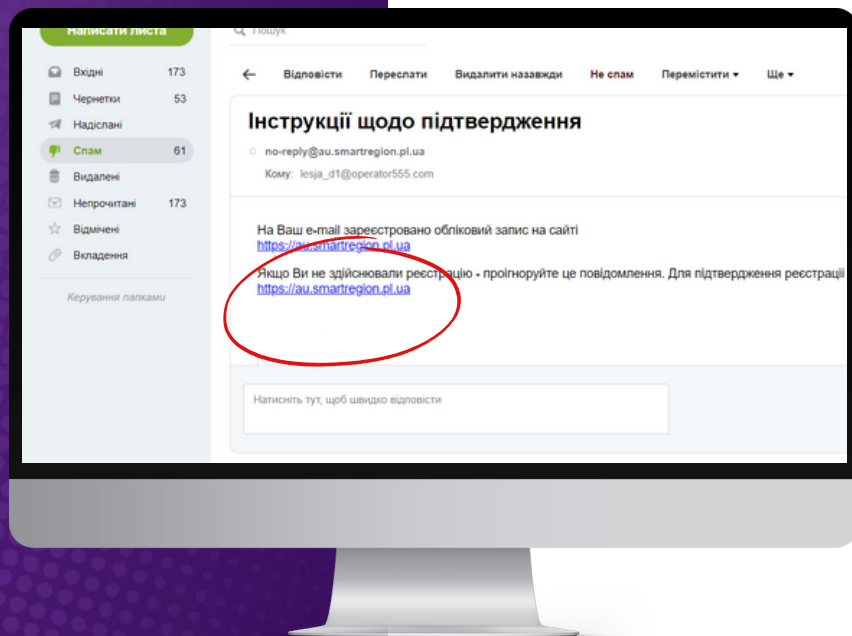 Написати листа
Пошук
Вхідні 173
Чернетки 53
Надіслані
Спам 61
Видалені
Непрочитані 173
Відмічені
Вкладення
Керування папками
Відповісти Переслати Видалити назавжди Не спам Перемістити Ще
Інструкції щодо підтвердження
no-reply@au.smartregion.pl.ua
Кому: lesja_d1@operator555.com
На Ваш e-mail зареєстровано обліковий запис на сайті
https://au.smartregion.pl.ua
Якщо Ви не здійснювали реєстрацію - проігноруйте це повідомлення. Для підтвердження реєстрації
https://au.smartregion.pl.ua
Натисніть тут, щоб швидко відповісти